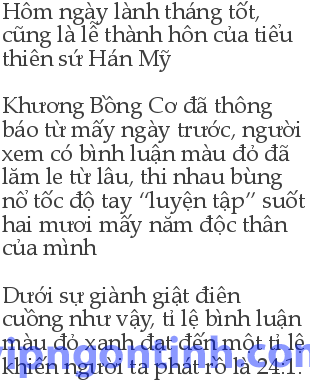 Hôm ngày lành tháng tốt,
cũng là lễ thành hôn của tiểu
thiên sứ Hán Mỹ
Khương Bồng Cơ đã thông
báo từ mấy ngày trước, người
xem có bình luận màu đỏ đã
lăm le từ lâu, thi nhau bùng
nổ tốc độ tay “luyện tập” suốt
hai mươi mấy năm độc thân
của mình
Dưới sự giành giật điên
cuồng như vậy, tỉ lệ bình luận
màu đỏ xanh đạt đến một tỉ lệ
khiến người ta phát rồ là 24:1.
vipngontinh.com